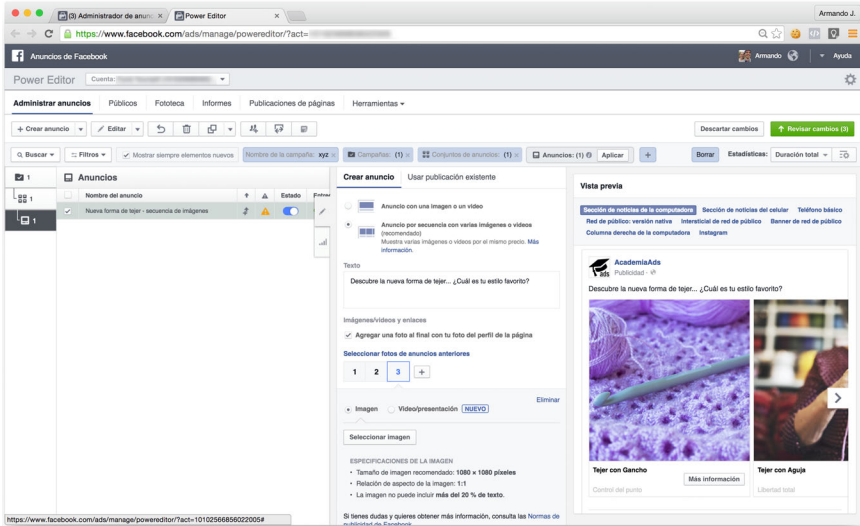 (3) Administrador de anunc
Power Editor
Armando J.
https://www.facebook.com/ads/manage/powereditor/?act=
Anuncios de Facebook
Armando
Ayuda
Power Editor
Cuenta:
Administrar anuncios
Públicos
Fototeca
Informes
Publicaciones de páginas
Herramientas
+ Crear anuncio
Editar
Descartar cambios
Revisar cambios (3)
Buscar
Filtros
Mostrar siempre elementos nuevos
Nombre de la campaña: xyz ×
Campañas: (1) ×
Conjuntos de anuncios: (1) ×
Anuncios: (1)
Aplicar
+
Borrar
Estadísticas:
Duración total
1
1
1
Anuncios
Nombre del anuncio
Estado
Entre
Nueva forma de tejer - secuencia de imágenes
Crear anuncio
Usar publicación existente
Anuncio con una imagen o un video
Anuncio por secuencia con varias imágenes o videos
(recomendado)
Muestra varias imágenes o videos por el mismo precio. Más
información.
Texto
Descubre la nueva forma de tejer... ¿Cuál es tu estilo favorito?
Imágenes/videos y enlaces
Agregar una foto al final con tu foto del perfil de la página
Seleccionar fotos de anuncios anteriores
1
2
3
+
Eliminar
Imagen
Video/presentación
NUEVO
Seleccionar imagen
ESPECIFICACIONES DE LA IMAGEN
• Tamaño de imagen recomendado: 1080 x 1080 píxeles
• Relación de aspecto de la imagen: 1:1
• La imagen no puede incluir más del 20 % de texto.
Si tienes dudas y quieres obtener más información, consulta las Normas de
publicidad de Facebook.
Vista previa
Sección de noticias de la computadora
Sección de noticias del celular
Teléfono básico
Red de público: versión nativa
Intersticial de red de público
Banner de red de público
Columna derecha de la computadora
Instagram
ads
AcademiaAds
Publicidad ·
Descubre la nueva forma de tejer... ¿Cuál es tu estilo favorito?
Tejer con Gancho
Control del punto
Más información
Tejer con Aguja
Libertad total
https://www.facebook.com/ads/manage/powereditor/?act=10102566856022005#